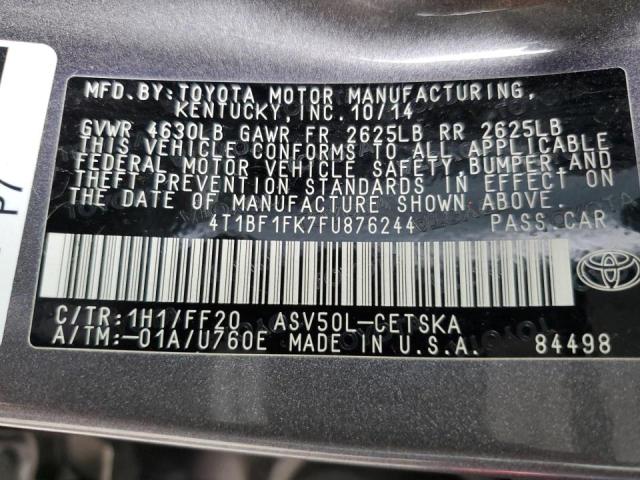 MFD.BY:TOYOTA MOTOR MANUFACTURING,
KENTUCKY,INC.10/14
GVWR 4630LB GAWR FR 2625LB RR 2625LB
THIS VEHICLE CONFORMS TO ALL APPLICABLE
FEDERAL MOTOR VEHICLE SAFETY,BUMPER,AND
THEFT PREVENTION STANDARDS IN EFFECT ON
THE DATE OF MANUFACTURE SHOWN ABOVE.
4T1BF1FK7FU876244 PASS.CAR
C/TR:1H1/FF20 ASV50L-CETSKA
A/TM:-01A/U760E MADE IN U.S.A. 84498